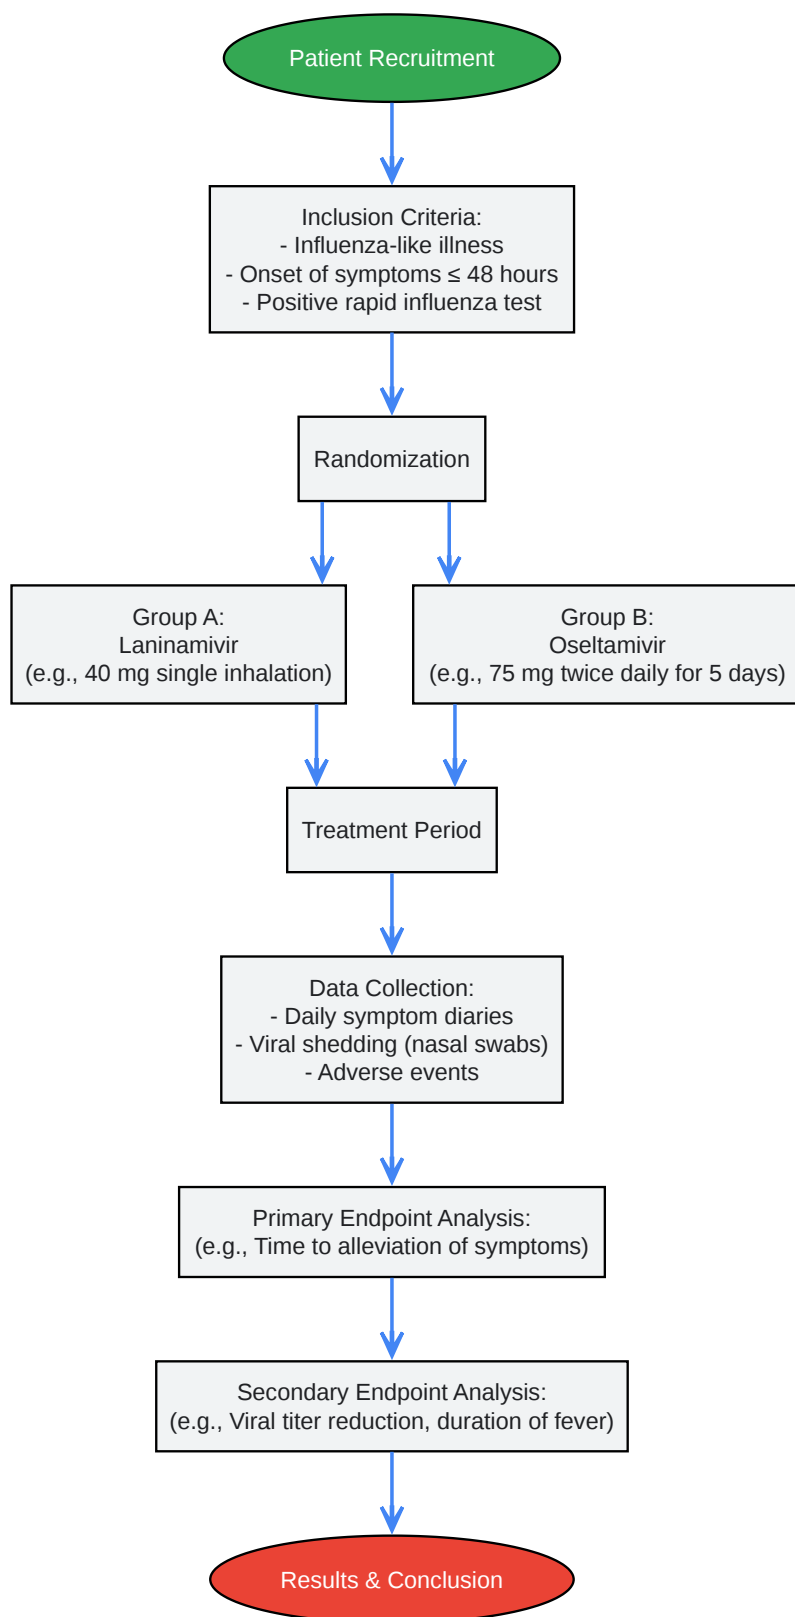 Patient Recruitment
Inclusion Criteria:
- Influenza-like illness
- Onset of symptoms ≤ 48 hours
- Positive rapid influenza test
Randomization
Group A:
Laninamivir
(e.g., 40 mg single inhalation)
Group B:
Oseltamivir
(e.g., 75 mg twice daily for 5 days)
Treatment Period
Data Collection:
- Daily symptom diaries
- Viral shedding (nasal swabs)
- Adverse events
Primary Endpoint Analysis:
(e.g., Time to alleviation of symptoms)
Secondary Endpoint Analysis:
(e.g., Viral titer reduction, duration of fever)
Results & Conclusion